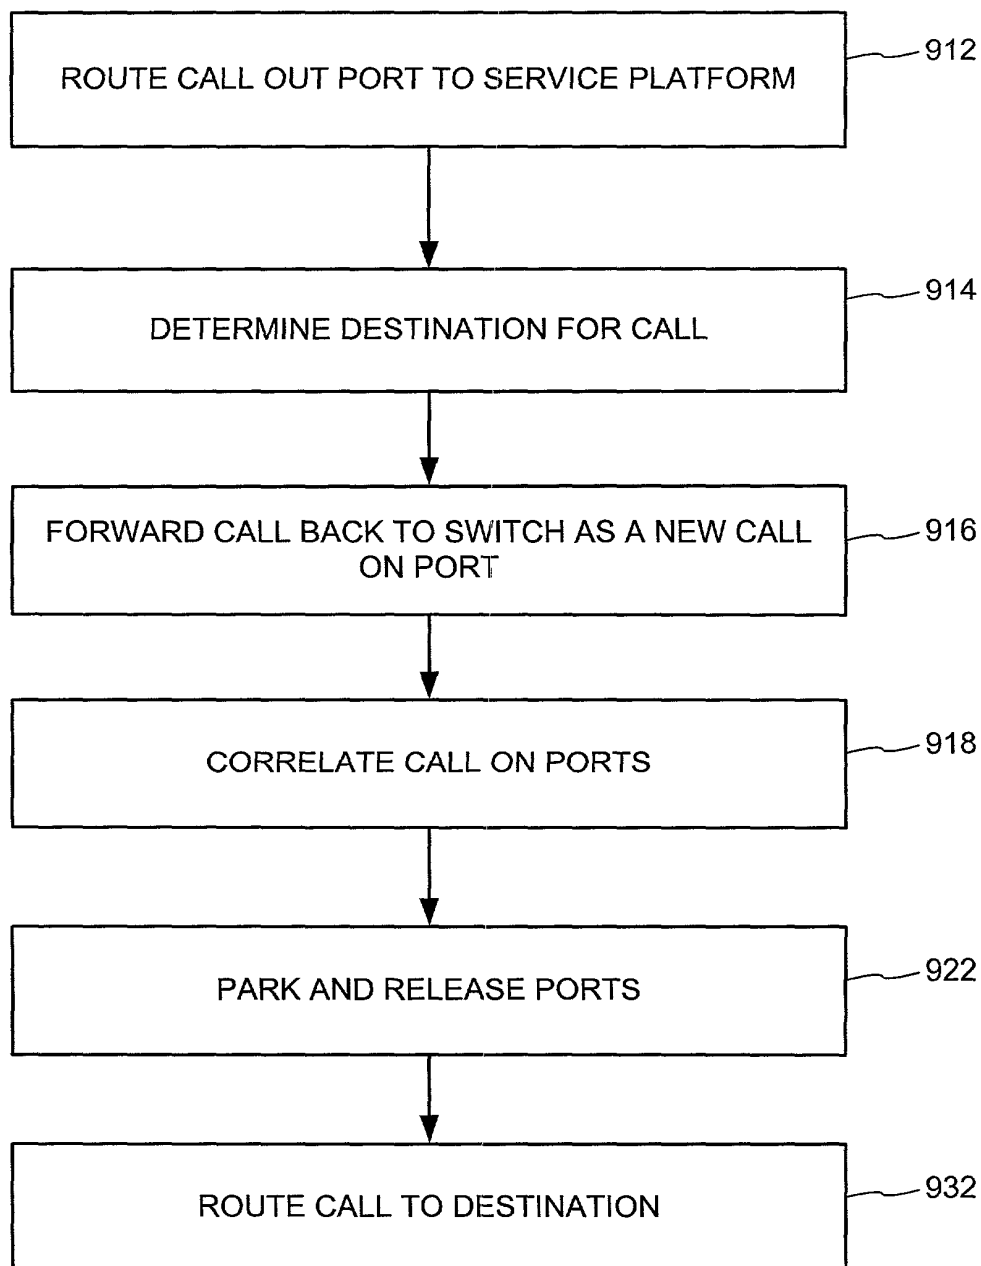 ROUTE CALL OUT PORT TO SERVICE PLATFORM
912
DETERMINE DESTINATION FOR CALL
914
FORWARD CALL BACK TO SWITCH AS A NEW CALL
ON PORT
916
CORRELATE CALL ON PORTS
918
PARK AND RELEASE PORTS
922
ROUTE CALL TO DESTINATION
932